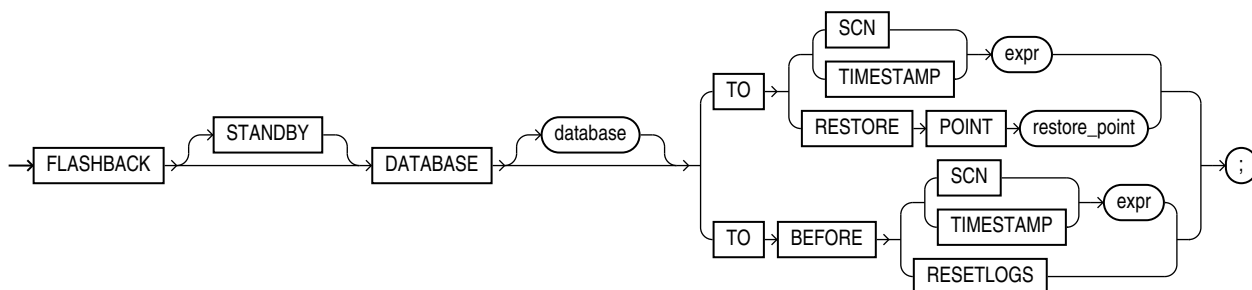 SCN
expr
TIMESTAMP
TO
STANDBY
database
RESTORE POINT restore_point
FLASHBACK
DATABASE
;
SCN
expr
TO BEFORE
TIMESTAMP
RESETLOGS